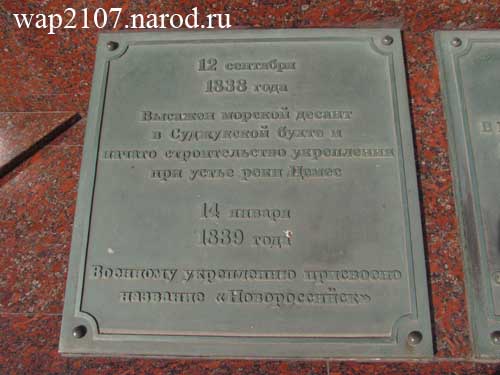 wap2107.narod.ru
12 сентября
1838 года
Высажен морской десант
в Суджукской бухте и
начато строительство укрепления
при устье реки Цемес
14 января
1839 года
Военному укреплению присвоено
название «Новороссийск»